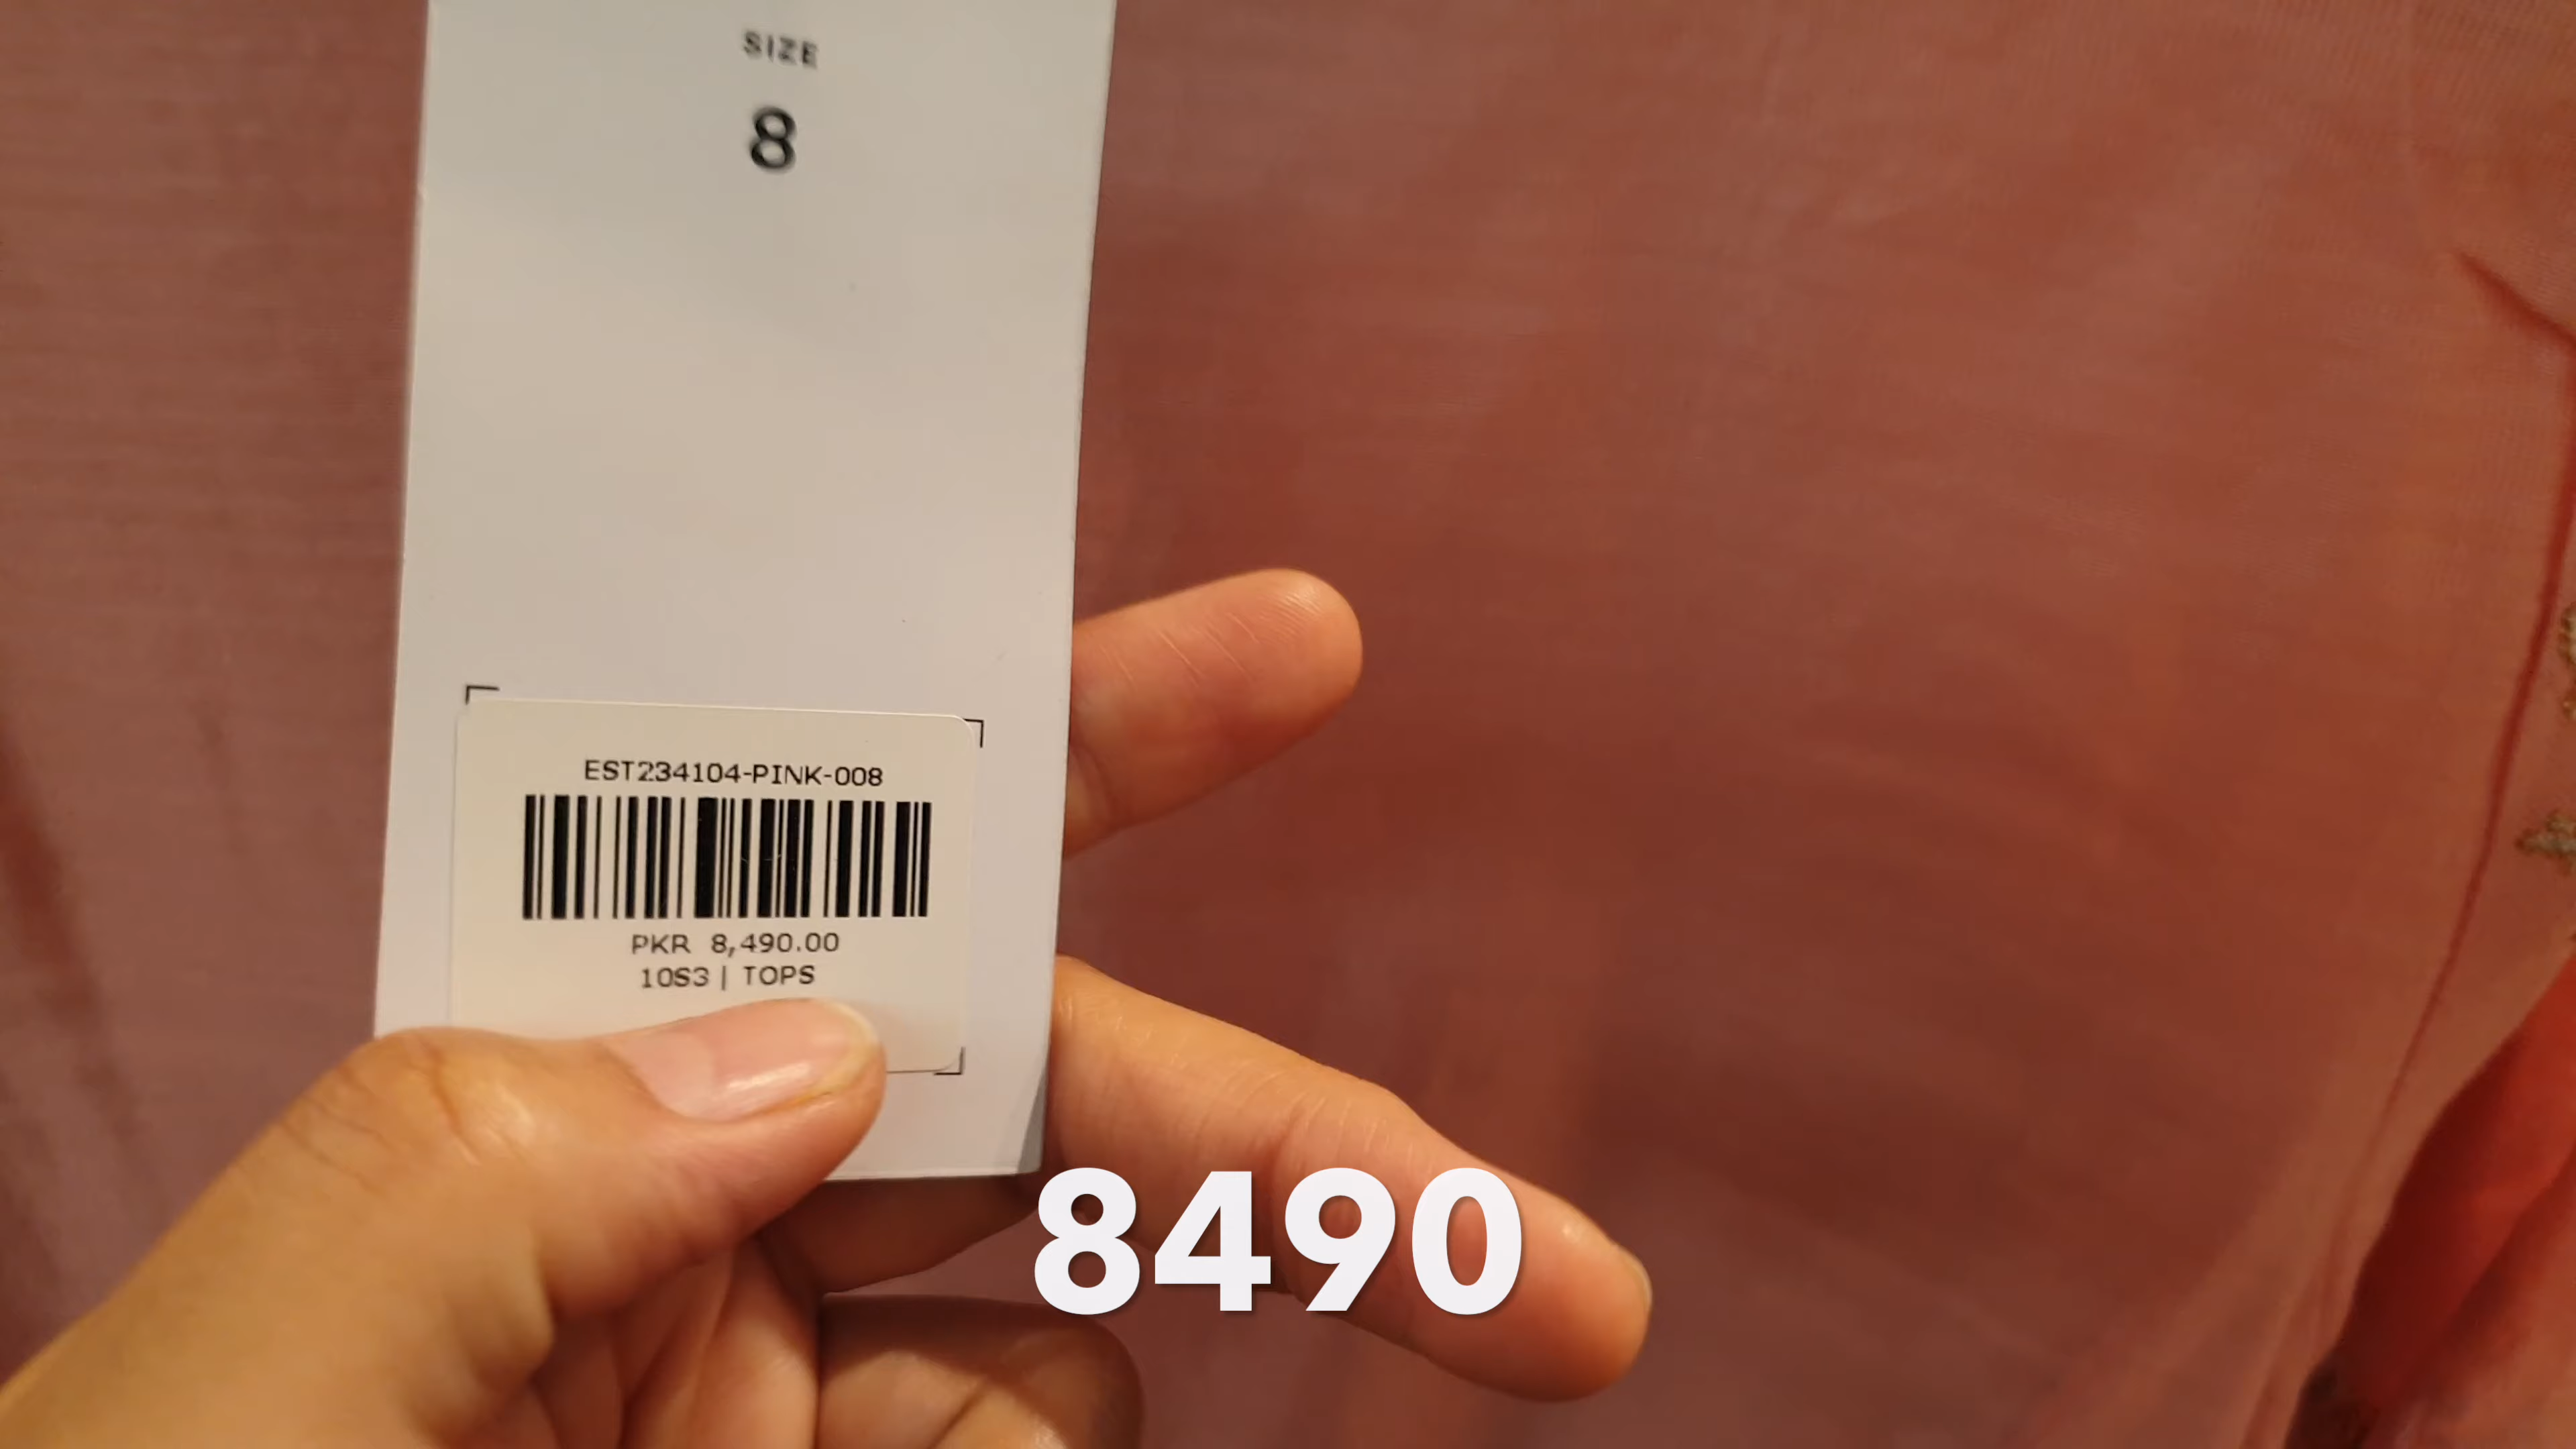 SIZE
8
EST234104-PINK-008
PKR 8,490.00
10S3 | TOPS
8490